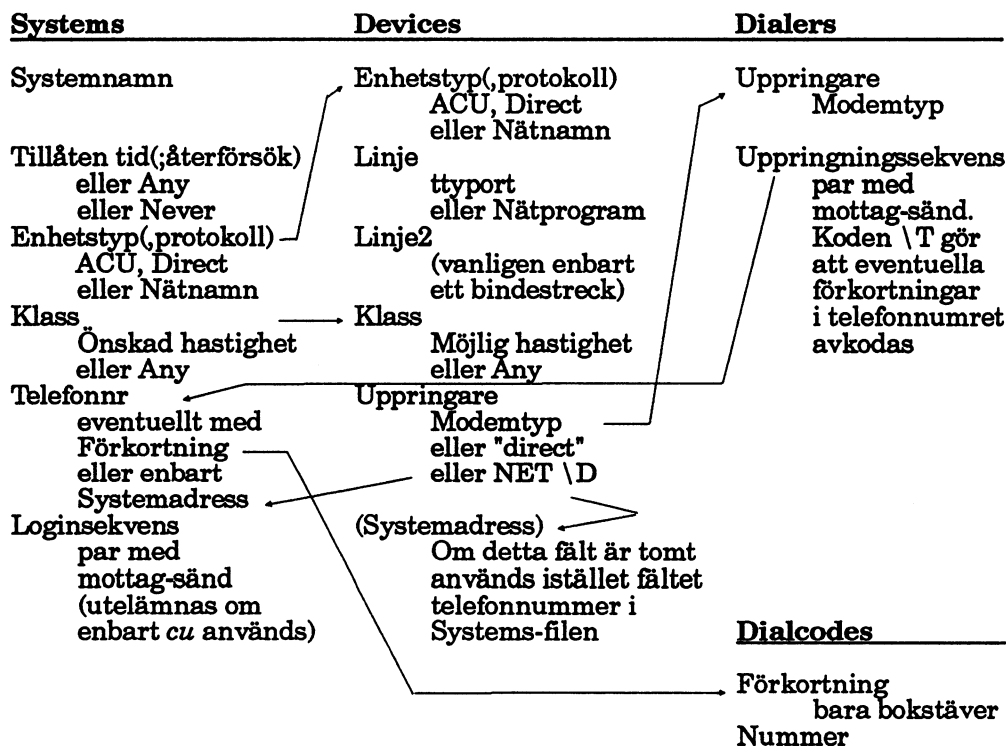 Systems
Systemnamn
Tillåten tid(;återförsök)
eller Any
eller Never
Enhetstyp(,protokoll)
ACU, Direct
eller Nätnamn
Klass
Önskad hastighet
eller Any
Telefonnr
eventuellt med
Förkortning
eller enbart
Systemadress
Loginsekvens
par med
mottag-sänd
(utelämnas om
enbart cu används)
Devices
Enhetstyp(,protokoll)
ACU, Direct
eller Nätnamn
Linje
ttyport
eller Nätprogram
Linje2
(vanligen enbart
ett bindestreck)
Klass
Möjlig hastighet
eller Any
Uppringare
Modemtyp
eller "direct"
eller NET \D
(Systemadress)
Om detta fält är tomt
används istället fältet
telefonnummer i
Systems-filen
Dialers
Uppringare
Modemtyp
Uppringningssekvens
par med
mottag-sänd.
Koden \T gör
att eventuella
förkortningar
i telefonnumret
avkodas
Dialcodes
Förkortning
bara bokstäver
Nummer